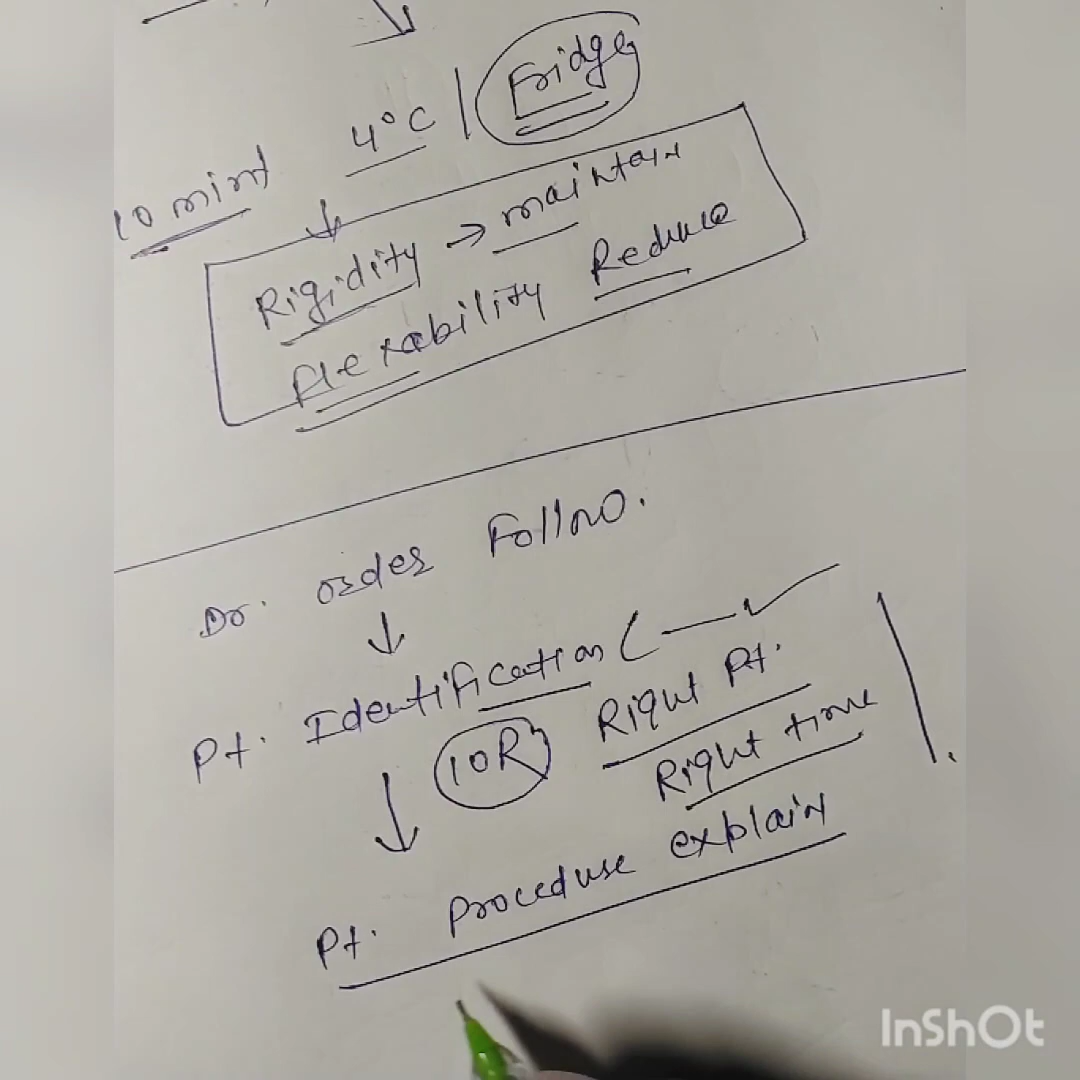 4°C | Fridge
10 mint
Rigidity → maintain
flexability Reduce
Dr. order Follow.
↓
Pt. Identification ( — ✓
10R Right Pt.
Right time
↓
Pt. Procedure explain
InShOt